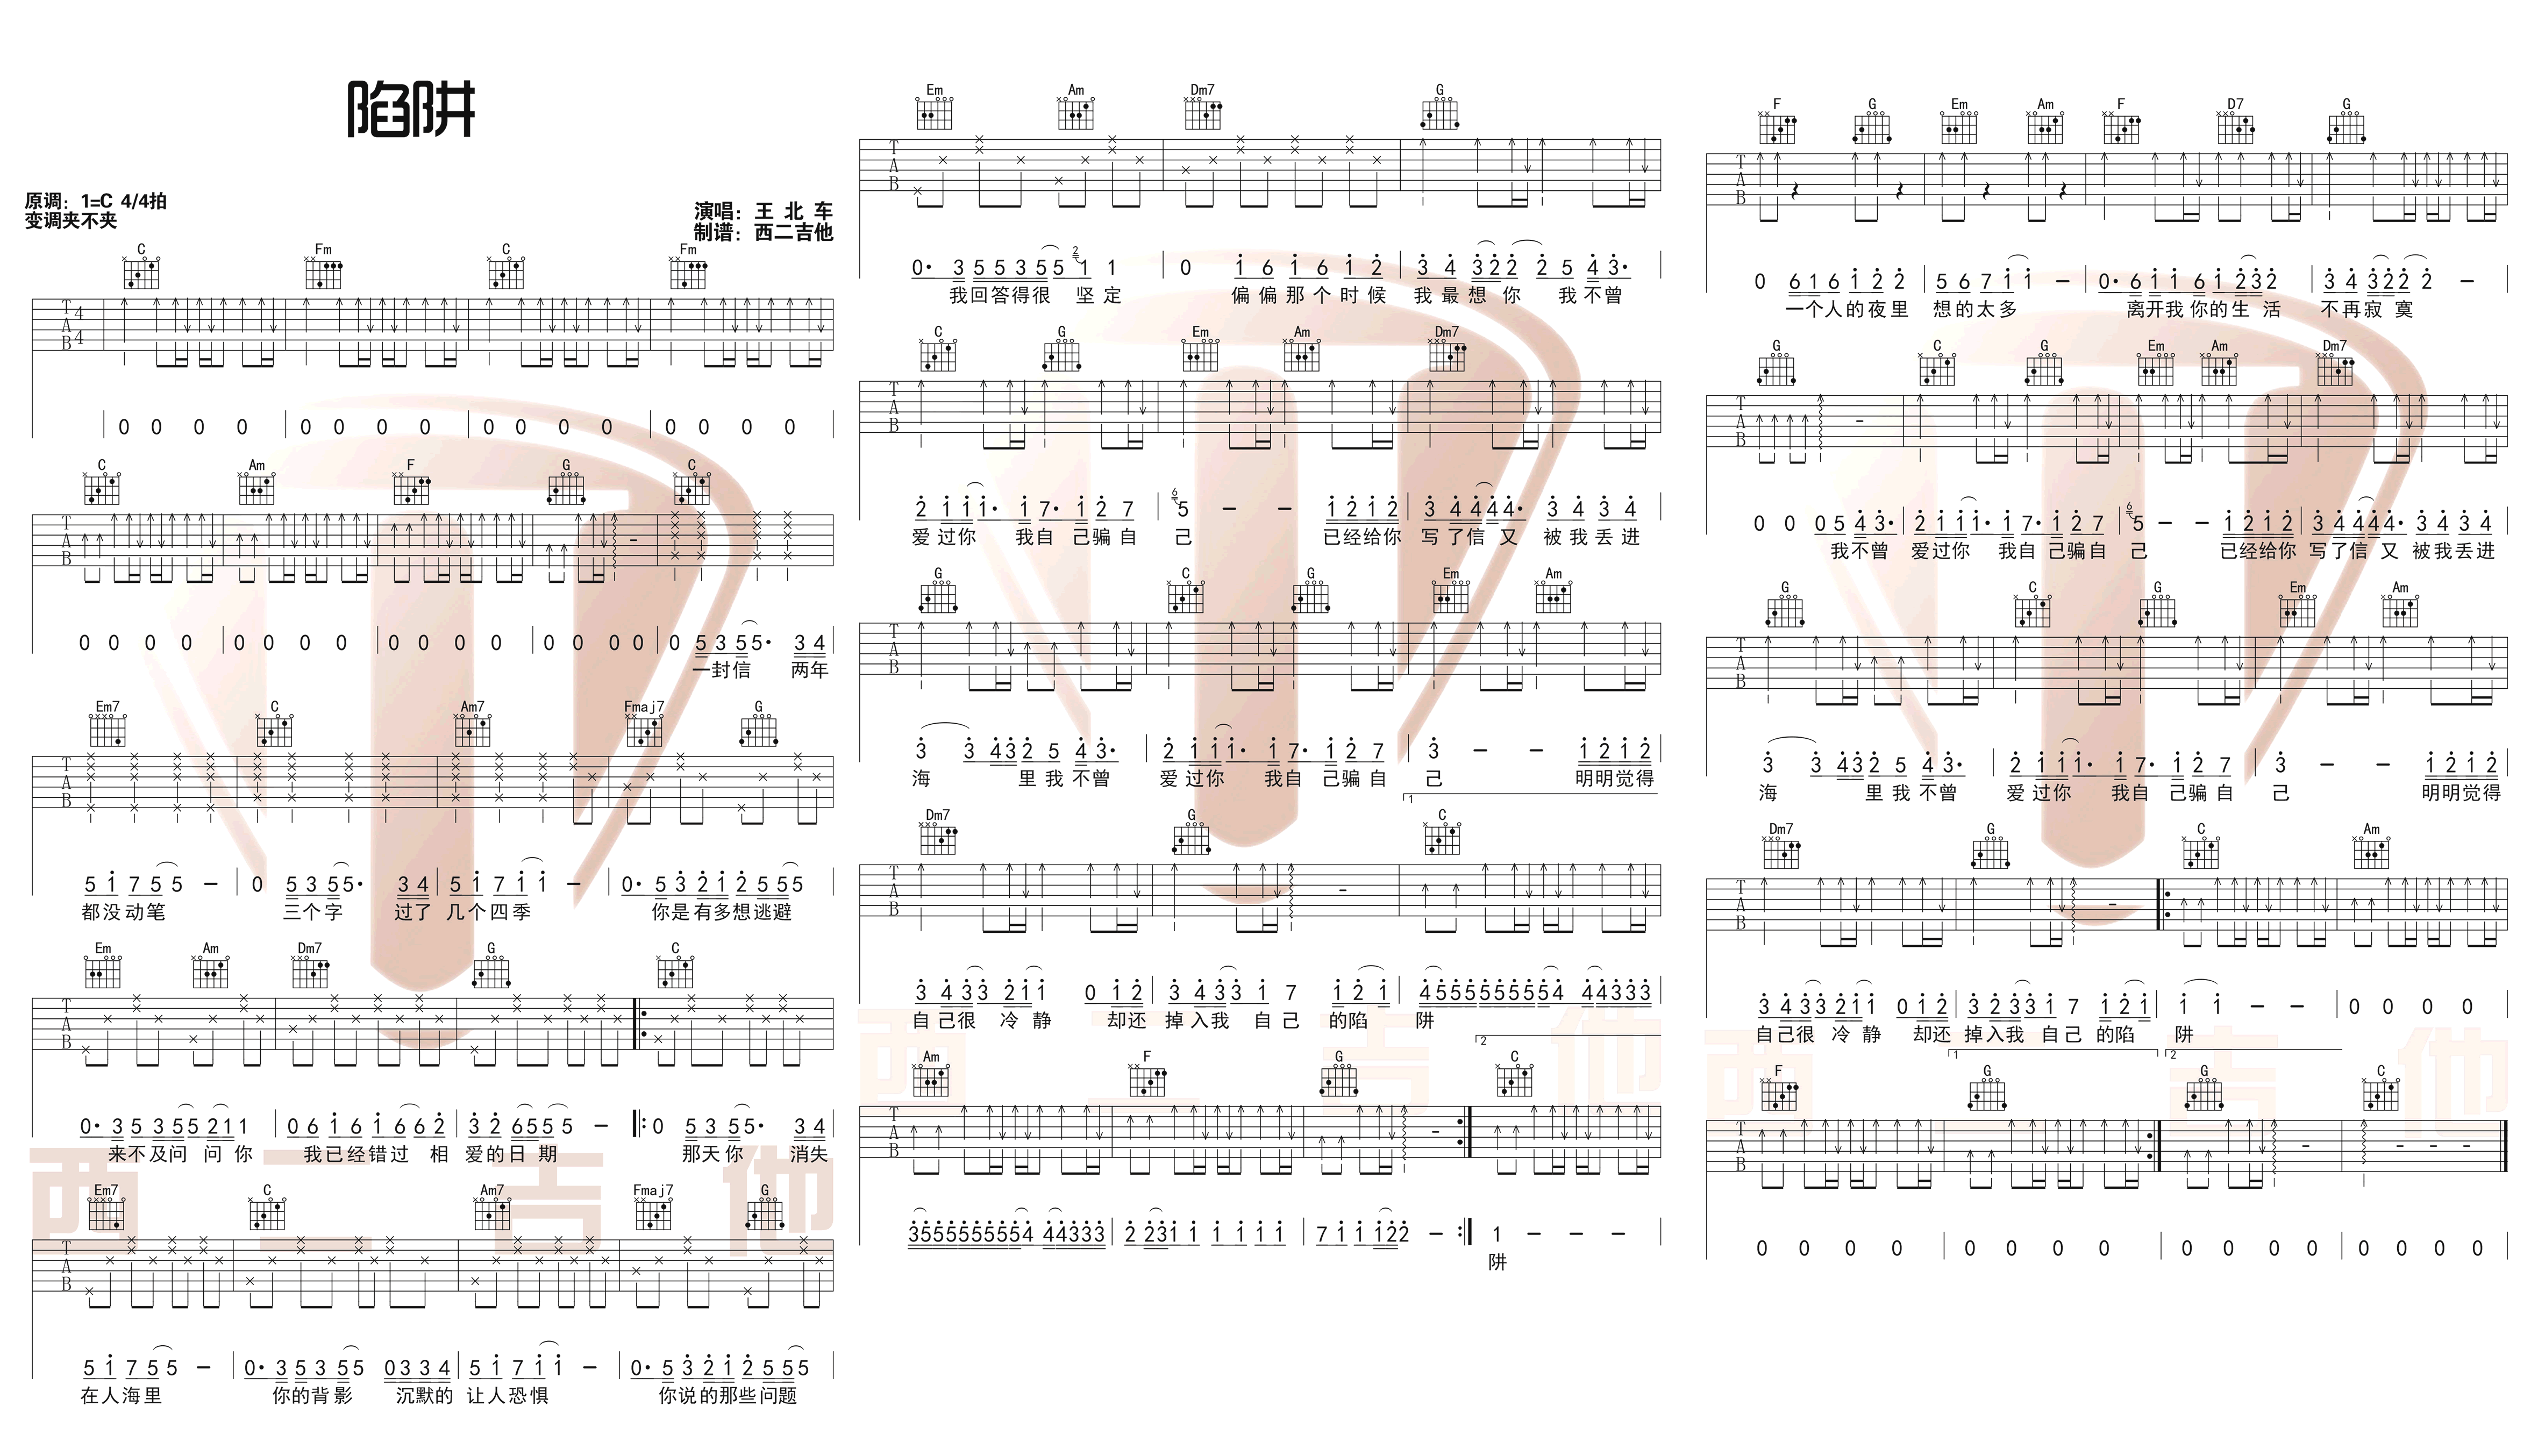 陷阱
原调：1=C 4/4拍
变调夹不夹
演唱：王 北 车
制谱：西二吉他
C Fm C Fm
T A B 4 4
0 0 0 0 0 0 0 0 0 0 0 0 0 0 0 0
C Am F G C
T A B
0 0 0 0 0 0 0 0 0 0 0 0 0 0 0 0 0 5 3 5 5· 3 4
一封信 两年
Em7 C Am7 Fmaj7 G
T A B
5 1 7 5 5 – 0 5 3 5 5· 3 4 5 1 7 1 1 – 0· 5 3 2 1 2 5 5 5
都没动笔 三个字 过了 几个四季 你是有多想逃避
Em Am Dm7 G C
T A B
0· 3 5 3 5 5 2 1 1 0 6 1 6 1 6 6 2 3 2 6 5 5 5 – 0 5 3 5 5· 3 4
来不及问 问 你 我已经错过 相 爱的日 期 那天你 消失
Em7 C Am7 Fmaj7 G
T A B
5 1 7 5 5 – 0· 3 5 3 5 5 0 3 3 4 5 1 7 1 1 – 0· 5 3 2 1 2 5 5 5
在人海里 你的背影 沉默的 让人恐惧 你说的那些问题
Em Am Dm7 G
T A B
0· 3 5 5 3 5 5 2 1 1 0 1 6 1 6 1 2 3 4 3 2 2 2 5 4 3·
我回答得很 坚定 偏偏那个时候 我最想你 我不曾
C G Em Am Dm7
T A B
2 1 1 1· 1 7· 1 2 7 6 5 – – 1 2 1 2 3 4 4 4 4· 3 4 3 4
爱过你 我自 己骗自 己 已经给你 写了信 又 被我丢进
G C G Em Am
T A B
3 3 4 3 2 5 4 3· 2 1 1 1· 1 7· 1 2 7 3 – – 1 2 1 2
海 里我不曾 爱过你 我自 己骗自 己 明明觉得
1
Dm7 G C
T A B
3 4 3 3 2 1 1 0 1 2 3 4 3 3 1 7 1 2 1 4 5 5 5 5 5 5 5 5 5 4 4 4 3 3 3
自己很 冷静 却还 掉入我 自己 的陷 阱
2
Am F G C
T A B
3 5 5 5 5 5 5 5 5 5 4 4 4 3 3 3 2 2 3 1 1 1 1 1 1 7 1 1 1 2 2 – 1 – – –
阱
F G Em Am F D7 G
T A B
0 6 1 6 1 2 2 5 6 7 1 1 0· 6 1 1 6 1 2 3 2 3 4 3 2 2 2 –
一个人的夜里 想的太多 离开我你的生活 不再寂寞
G C G Em Am Dm7
T A B
0 0 0 5 4 3· 2 1 1 1· 1 7· 1 2 7 6 5 – – 1 2 1 2 3 4 4 4 4· 3 4 3 4
我不曾 爱过你 我自 己骗自 己 已经给你 写了信 又 被我丢进
G C G Em Am
T A B
3 3 4 3 2 5 4 3· 2 1 1 1· 1 7· 1 2 7 3 – – 1 2 1 2
海 里我不曾 爱过你 我自 己骗自 己 明明觉得
Dm7 G C Am
T A B
3 4 3 3 2 1 1 0 1 2 3 2 3 3 1 7 1 2 1 1 1 – – 0 0 0 0
自己很 冷静 却还 掉入我 自己 的陷 阱
1 2
F G G C
T A B
0 0 0 0 0 0 0 0 0 0 0 0 0 0 0 0
西二吉他
西二吉他
西二吉他